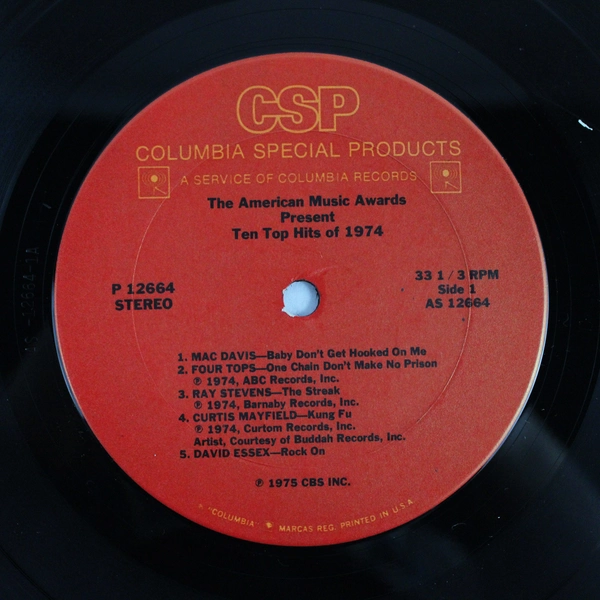 CSP
COLUMBIA SPECIAL PRODUCTS
A SERVICE OF COLUMBIA RECORDS
The American Music Awards
Present
Ten Top Hits of 1974
P 12664
STEREO
33 1/3 RPM
Side 1
AS 12664
1. MAC DAVIS—Baby Don't Get Hooked On Me
2. FOUR TOPS—One Chain Don't Make No Prison
℗ 1974, ABC Records, Inc.
3. RAY STEVENS—The Streak
℗ 1974, Barnaby Records, Inc.
4. CURTIS MAYFIELD—Kung Fu
℗ 1974, Curtom Records, Inc.
Artist, Courtesy of Buddah Records, Inc.
5. DAVID ESSEX—Rock On
℗ 1975 CBS INC.
"COLUMBIA" MARCAS REG. PRINTED IN U.S.A.